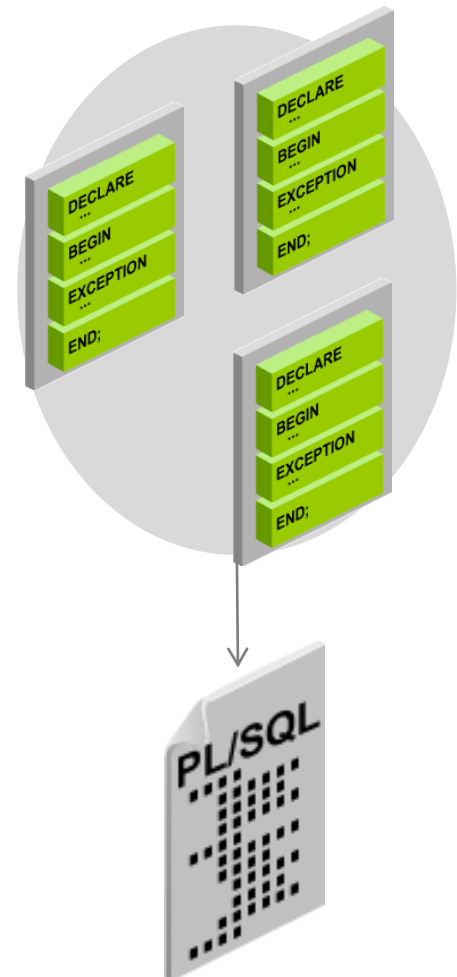 DECLARE
...
BEGIN
EXCEPTION
...
END;
DECLARE
...
BEGIN
...
EXCEPTION
...
END;
DECLARE
...
BEGIN
...
EXCEPTION
...
END;
PL/SQL